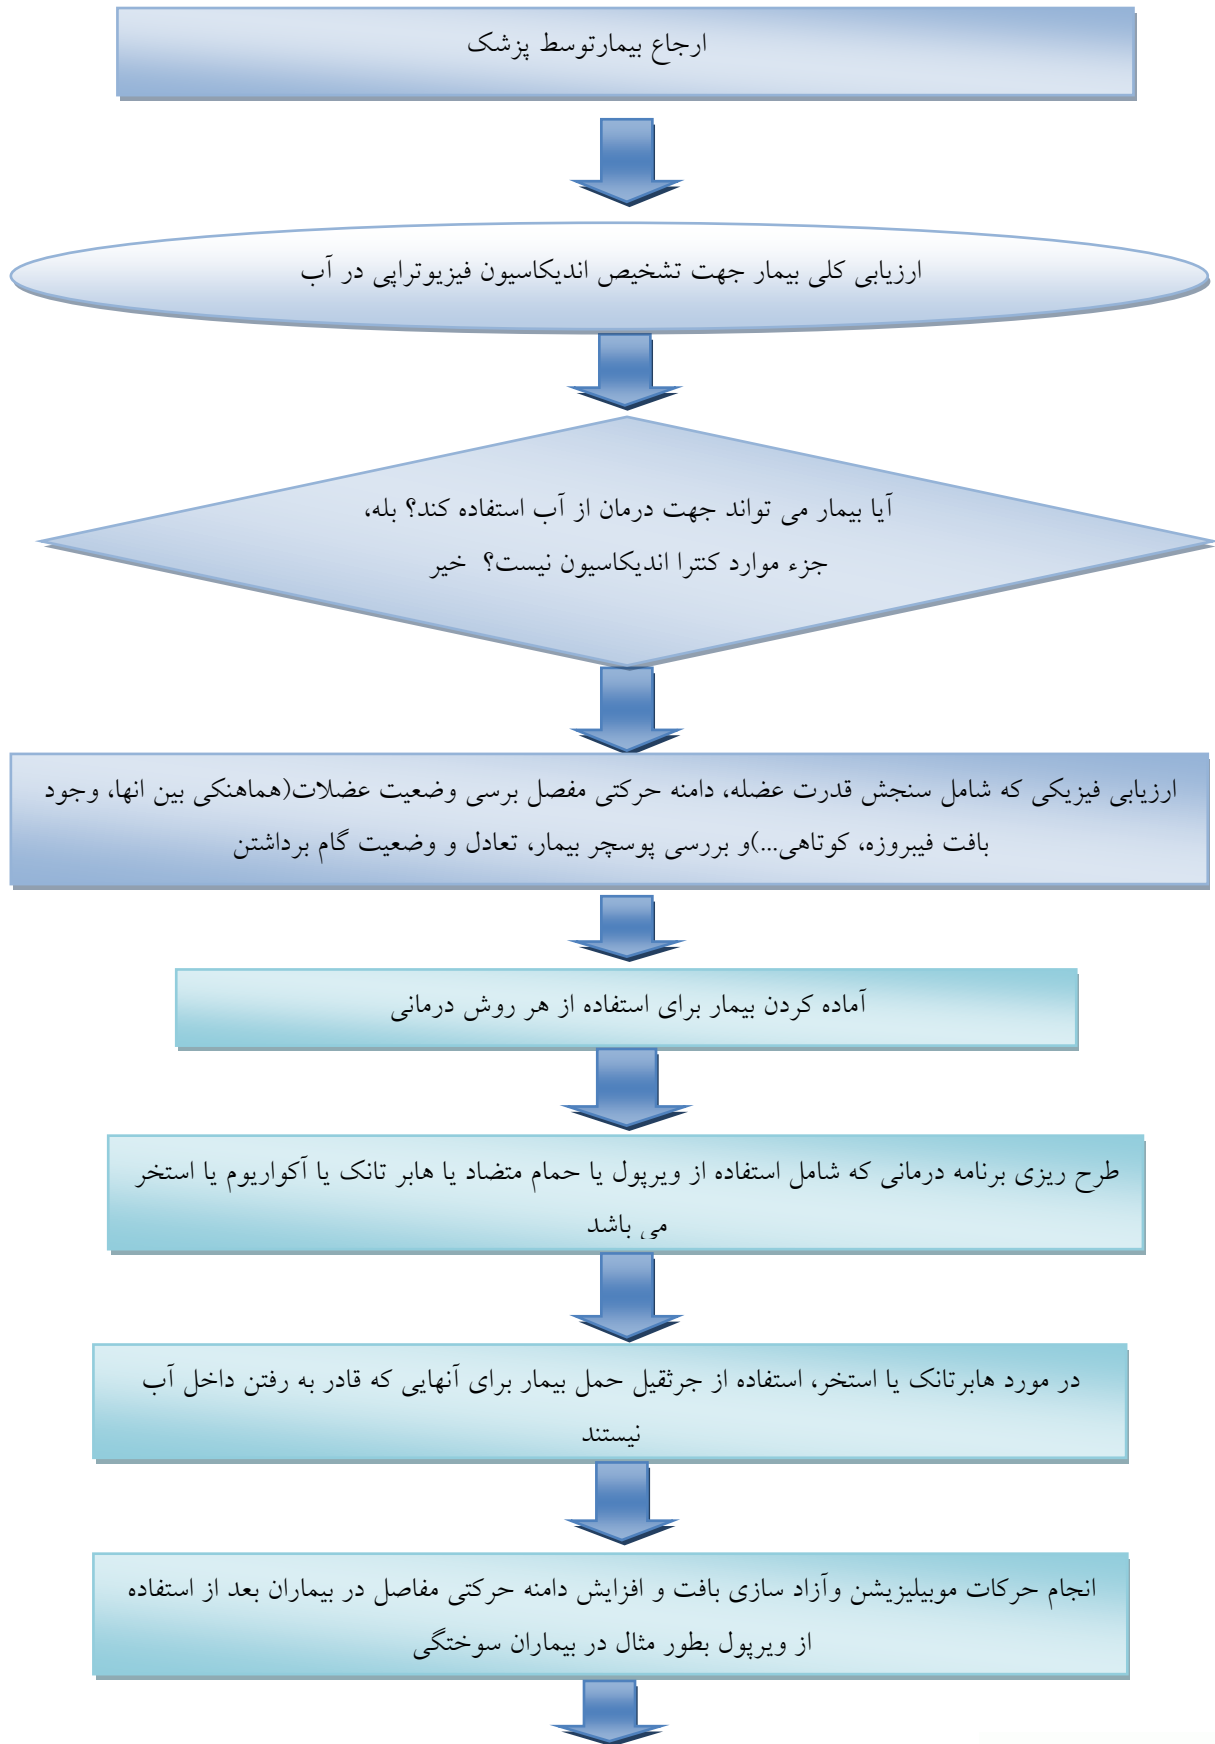 ارجاع بیمارتوسط پزشک
ارزیابی کلی بیمار جهت تشخیص اندیکاسیون فیزیوتراپی در آب
آیا بیمار می تواند جهت درمان از آب استفاده کند؟ بله،
جزء موارد کنترا اندیکاسیون نیست؟ خیر
ارزیابی فیزیکی که شامل سنجش قدرت عضله، دامنه حرکتی مفصل برسی وضعیت عضلات(هماهنکی بین انها، وجود
بافت فیبروزه، کوتاهی...)و بررسی پوسچر بیمار، تعادل و وضعیت گام برداشتن
آماده کردن بیمار برای استفاده از هر روش درمانی
طرح ریزی برنامه درمانی که شامل استفاده از ویرپول یا حمام متضاد یا هابر تانک یا آکواریوم یا استخر
می باشد
در مورد هابرتانک یا استخر، استفاده از جرثقیل حمل بیمار برای آنهایی که قادر به رفتن داخل آب
نیستند
انجام حرکات موبیلیزیشن وآزاد سازی بافت و افزایش دامنه حرکتی مفاصل در بیماران بعد از استفاده
از ویرپول بطور مثال در بیماران سوختگی